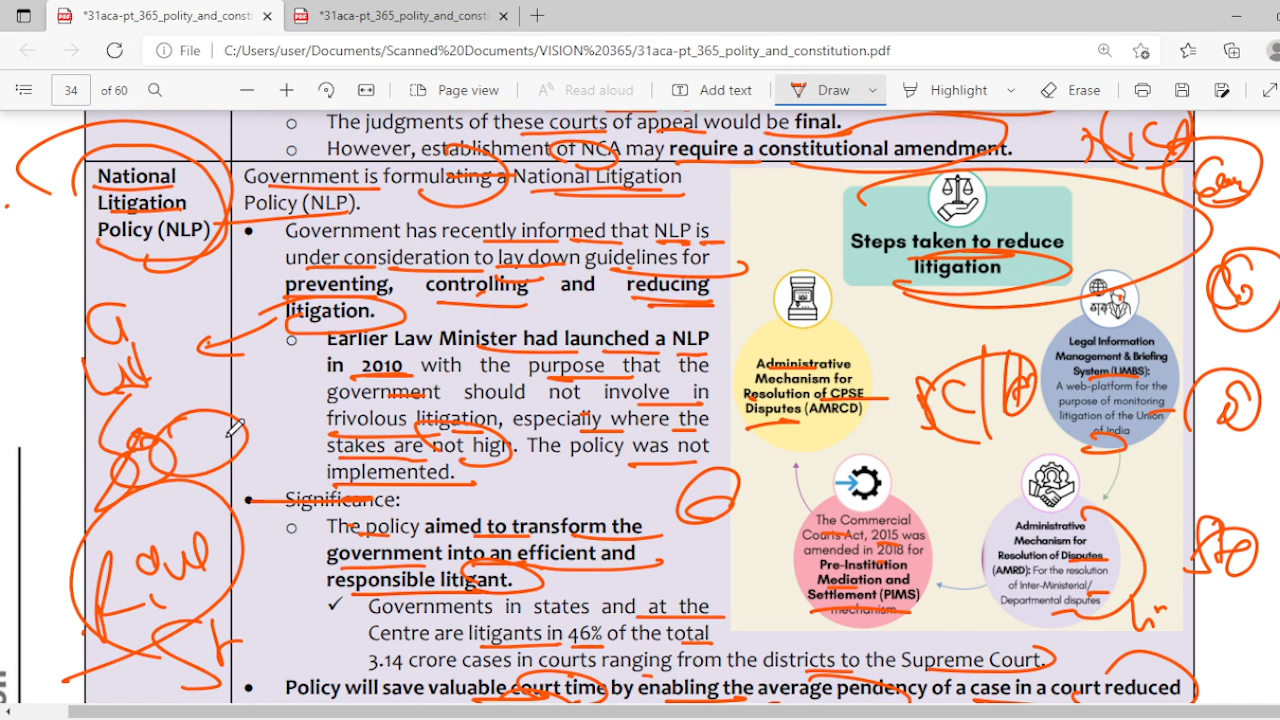 *31aca-pt_365_polity_and_const
*31aca-pt_365_polity_and_const
File
C:/Users/user/Documents/Scanned%20Documents/VISION%20365/31aca-pt_365_polity_and_constitution.pdf
34 of 60
Page view
Read aloud
Add text
Draw
Highlight
Erase
o The judgments of these courts of appeal would be final.
o However, establishment of NCA may require a constitutional amendment.
NCA
National
Litigation
Policy (NLP)
Government is formulating a National Litigation
Policy (NLP).
• Government has recently informed that NLP is
under consideration to lay down guidelines for
preventing, controlling and reducing
litigation.
o Earlier Law Minister had launched a NLP
in 2010 with the purpose that the
government should not involve in
frivolous litigation, especially where the
stakes are not high. The policy was not
implemented.
• Significance:
o The policy aimed to transform the
government into an efficient and
responsible litigant.
✓ Governments in states and at the
Centre are litigants in 46% of the total
3.14 crore cases in courts ranging from the districts to the Supreme Court.
• Policy will save valuable court time by enabling the average pendency of a case in a court reduced
Steps taken to reduce
litigation
Administrative
Mechanism for
Resolution of CPSE
Disputes (AMRCD)
Legal Information
Management & Briefing
System (LIMBS):
A web-platform for the
purpose of monitoring
litigation of the Union
of India
The Commercial
Courts Act, 2015 was
amended in 2018 for
Pre-Institution
Mediation and
Settlement (PIMS)
mechanism
Administrative
Mechanism for
Resolution of Disputes
(AMRD): For the resolution
of Inter-Ministerial/
Departmental disputes